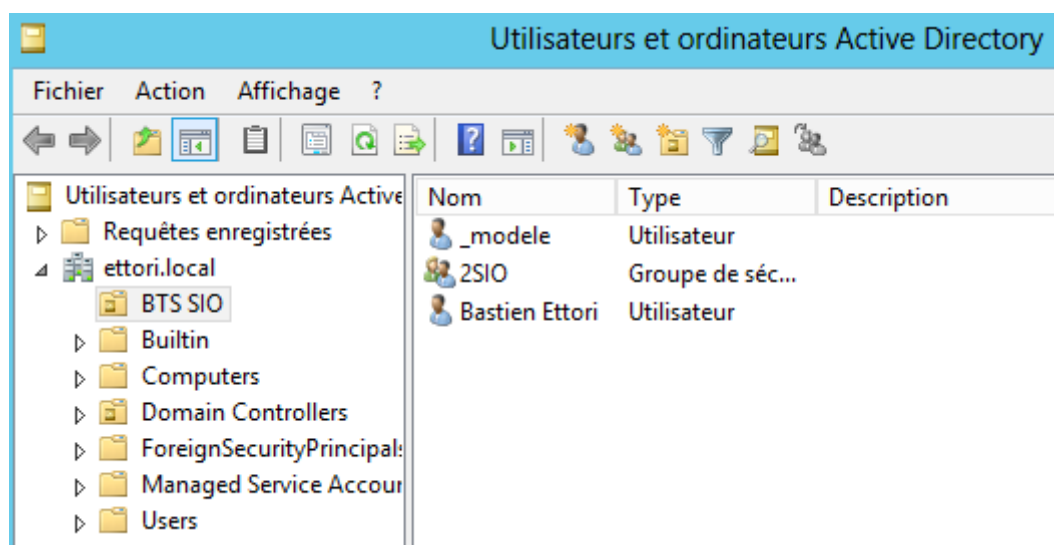 Utilisateurs et ordinateurs Active Directory
Fichier Action Affichage ?
Utilisateurs et ordinateurs Active
Requêtes enregistrées
ettori.local
BTS SIO
Builtin
Computers
Domain Controllers
ForeignSecurityPrincipals
Managed Service Accour
Users
Nom Type Description
_modele Utilisateur
2SIO Groupe de séc...
Bastien Ettori Utilisateur